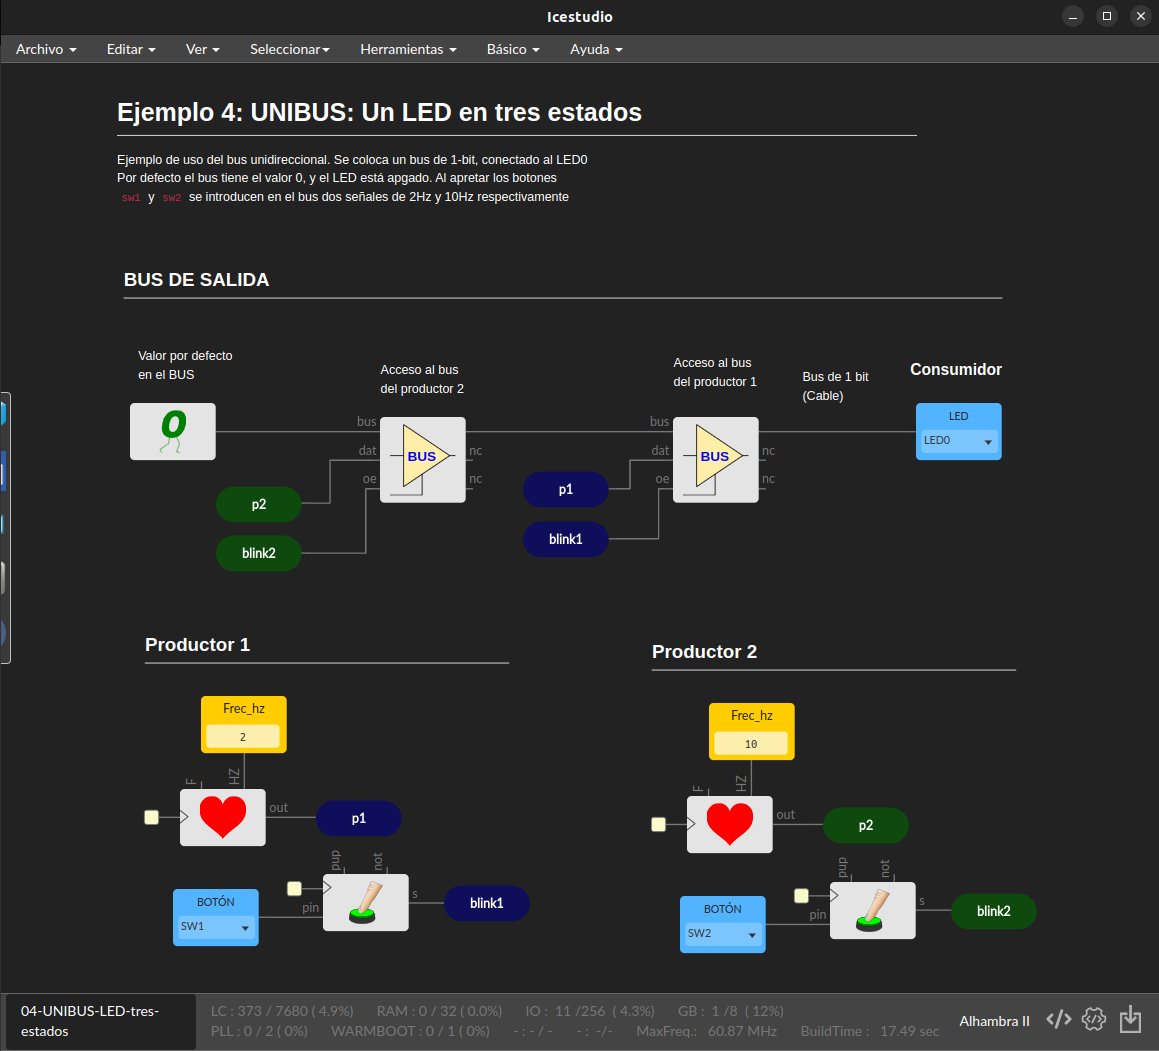 Icestudio
Archivo Editar Ver Seleccionar Herramientas Básico Ayuda
Ejemplo 4: UNIBUS: Un LED en tres estados
Ejemplo de uso del bus unidireccional. Se coloca un bus de 1-bit, conectado al LED0
Por defecto el bus tiene el valor 0, y el LED está apgado. Al apretar los botones
sw1 y sw2 se introducen en el bus dos señales de 2Hz y 10Hz respectivamente
BUS DE SALIDA
Valor por defecto
en el BUS
Acceso al bus
del productor 2
Acceso al bus
del productor 1
Bus de 1 bit
(Cable)
Consumidor
0
bus
dat
oe
BUS
nc
nc
bus
dat
oe
BUS
nc
nc
LED
LED0
p2
blink2
p1
blink1
Productor 1
Frec_hz
2
F
HZ
out
p1
pup
not
BOTÓN
SW1
pin
s
blink1
Productor 2
Frec_hz
10
F
HZ
out
p2
pup
not
BOTÓN
SW2
pin
s
blink2
04-UNIBUS-LED-tres-
estados
LC : 373 / 7680 ( 4.9%) RAM : 0 / 32 ( 0.0%) IO : 11 /256 ( 4.3%) GB : 1 /8 ( 12%)
PLL : 0 / 2 ( 0%) WARMBOOT : 0 / 1 ( 0%) - : - / - - : -/- MaxFreq.: 60.87 MHz BuildTime : 17.49 sec
Alhambra II